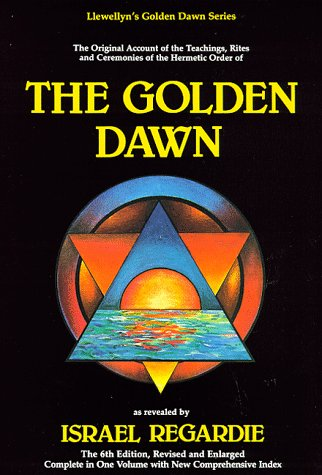 Llewellyn's Golden Dawn Series
The Original Account of the Teachings, Rites
and Ceremonies of the Hermetic Order of
THE GOLDEN
DAWN
as revealed by
ISRAEL REGARDIE
The 6th Edition, Revised and Enlarged
Complete in One Volume with New Comprehensive Index